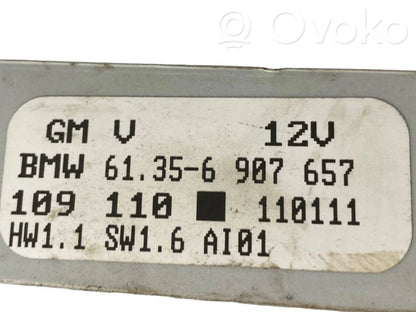 Ovoko
GM V 12V
BMW 61.35-6 907 657
109 110 ■ 110111
HW1.1 SW1.6 AI01